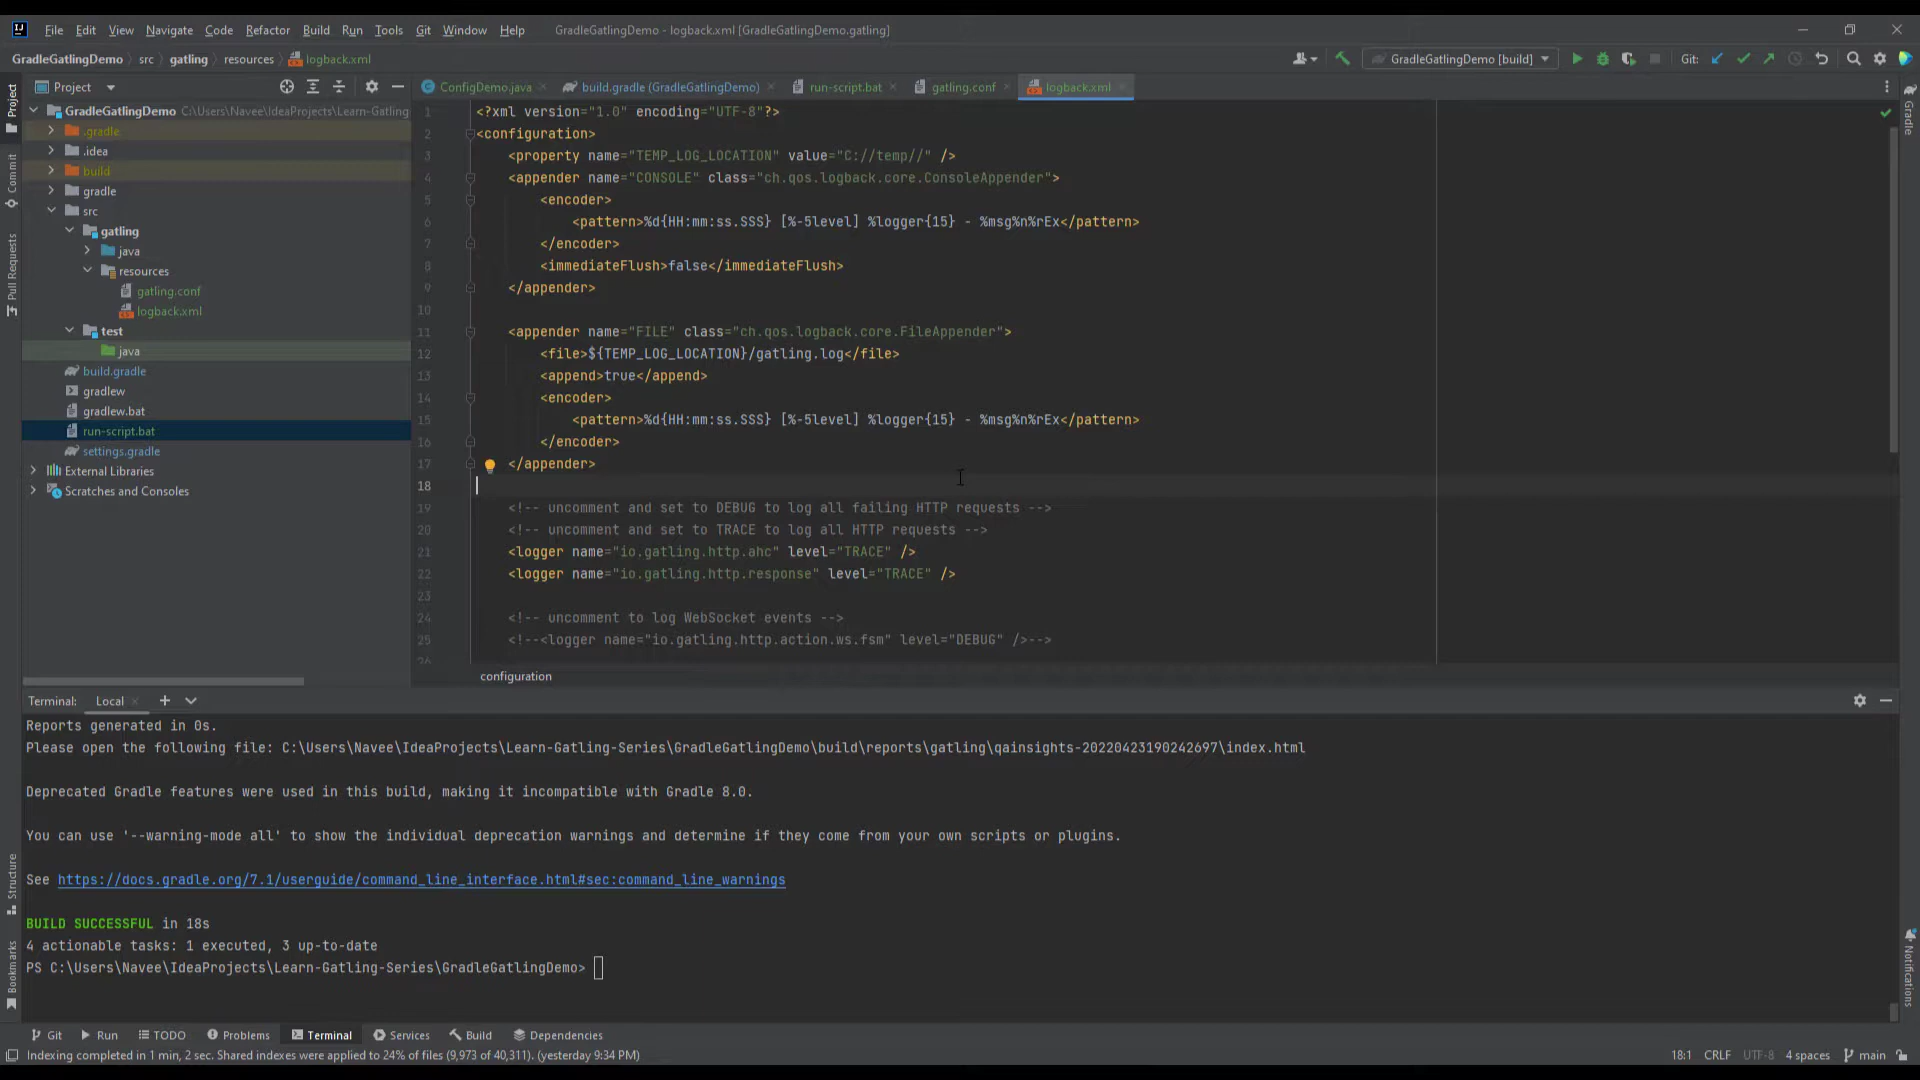 File Edit View Navigate Code Refactor Build Run Tools Git Window Help GradleGatlingDemo - logback.xml [GradleGatlingDemo.gatling]
GradleGatlingDemo src gatling resources logback.xml GradleGatlingDemo [build] Git:
Project ConfigDemo.java build.gradle (GradleGatlingDemo) run-script.bat gatling.conf logback.xml
Project
Commit
Pull Requests
Structure
Bookmarks
Gradle
Notifications
GradleGatlingDemo C:\Users\Navee\IdeaProjects\Learn-Gatling
.gradle
.idea
build
gradle
src
gatling
java
resources
gatling.conf
logback.xml
test
java
build.gradle
gradlew
gradlew.bat
run-script.bat
settings.gradle
External Libraries
Scratches and Consoles
1 <?xml version="1.0" encoding="UTF-8"?>
2 <configuration>
3 <property name="TEMP_LOG_LOCATION" value="C://temp//" />
4 <appender name="CONSOLE" class="ch.qos.logback.core.ConsoleAppender">
5 <encoder>
6 <pattern>%d{HH:mm:ss.SSS} [%-5level] %logger{15} - %msg%n%rEx</pattern>
7 </encoder>
8 <immediateFlush>false</immediateFlush>
9 </appender>
10
11 <appender name="FILE" class="ch.qos.logback.core.FileAppender">
12 <file>${TEMP_LOG_LOCATION}/gatling.log</file>
13 <append>true</append>
14 <encoder>
15 <pattern>%d{HH:mm:ss.SSS} [%-5level] %logger{15} - %msg%n%rEx</pattern>
16 </encoder>
17 </appender>
18
19 <!-- uncomment and set to DEBUG to log all failing HTTP requests -->
20 <!-- uncomment and set to TRACE to log all HTTP requests -->
21 <logger name="io.gatling.http.ahc" level="TRACE" />
22 <logger name="io.gatling.http.response" level="TRACE" />
23
24 <!-- uncomment to log WebSocket events -->
25 <!--<logger name="io.gatling.http.action.ws.fsm" level="DEBUG" />-->
26
configuration
Terminal: Local
Reports generated in 0s.
Please open the following file: C:\Users\Navee\IdeaProjects\Learn-Gatling-Series\GradleGatlingDemo\build\reports\gatling\qainsights-20220423190242697\index.html
Deprecated Gradle features were used in this build, making it incompatible with Gradle 8.0.
You can use '--warning-mode all' to show the individual deprecation warnings and determine if they come from your own scripts or plugins.
See https://docs.gradle.org/7.1/userguide/command_line_interface.html#sec:command_line_warnings
BUILD SUCCESSFUL in 18s
4 actionable tasks: 1 executed, 3 up-to-date
PS C:\Users\Navee\IdeaProjects\Learn-Gatling-Series\GradleGatlingDemo>
Git Run TODO Problems Terminal Services Build Dependencies
Indexing completed in 1 min, 2 sec. Shared indexes were applied to 24% of files (9,973 of 40,311). (yesterday 9:34 PM) 18:1 CRLF UTF-8 4 spaces main